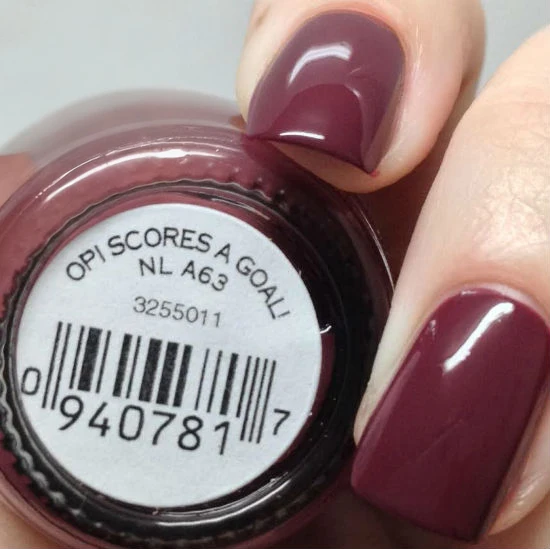 OPI SCORES A GOAL!
NL A63
3255011
0 940781 7